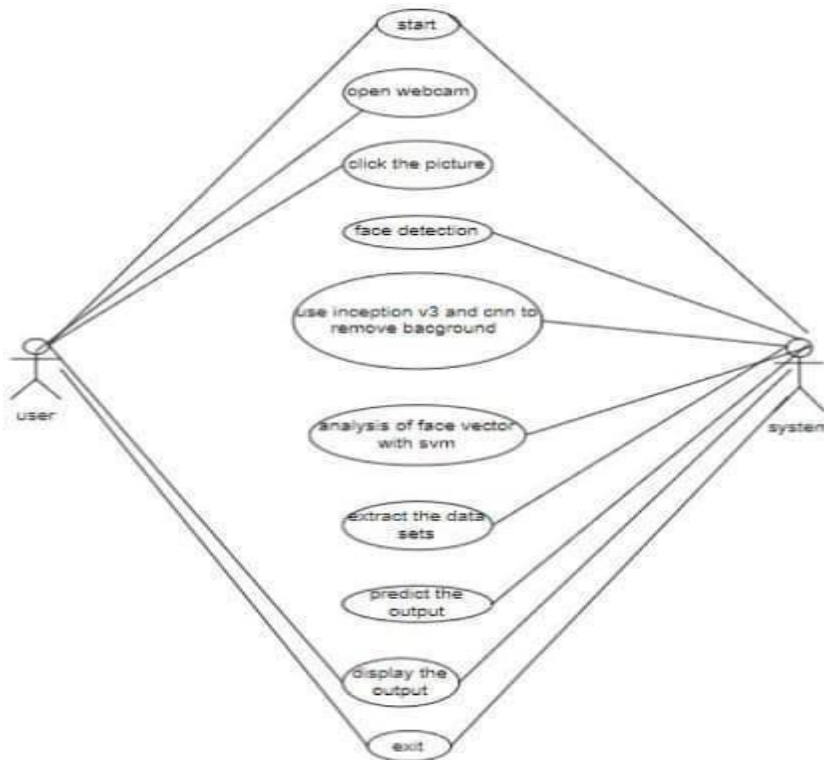 start
open webcam
click the picture
face detection
use inception v3 and cnn to
remove bacground
analysis of face vector
with svm
extract the data
sets
predict the
output
display the
output
exit
user
system